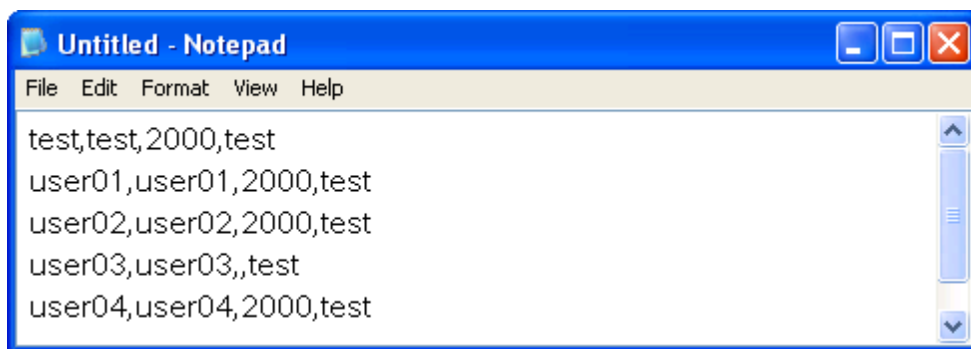 Untitled - Notepad
File Edit Format View Help
test,test,2000,test
user01,user01,2000,test
user02,user02,2000,test
user03,user03,,test
user04,user04,2000,test